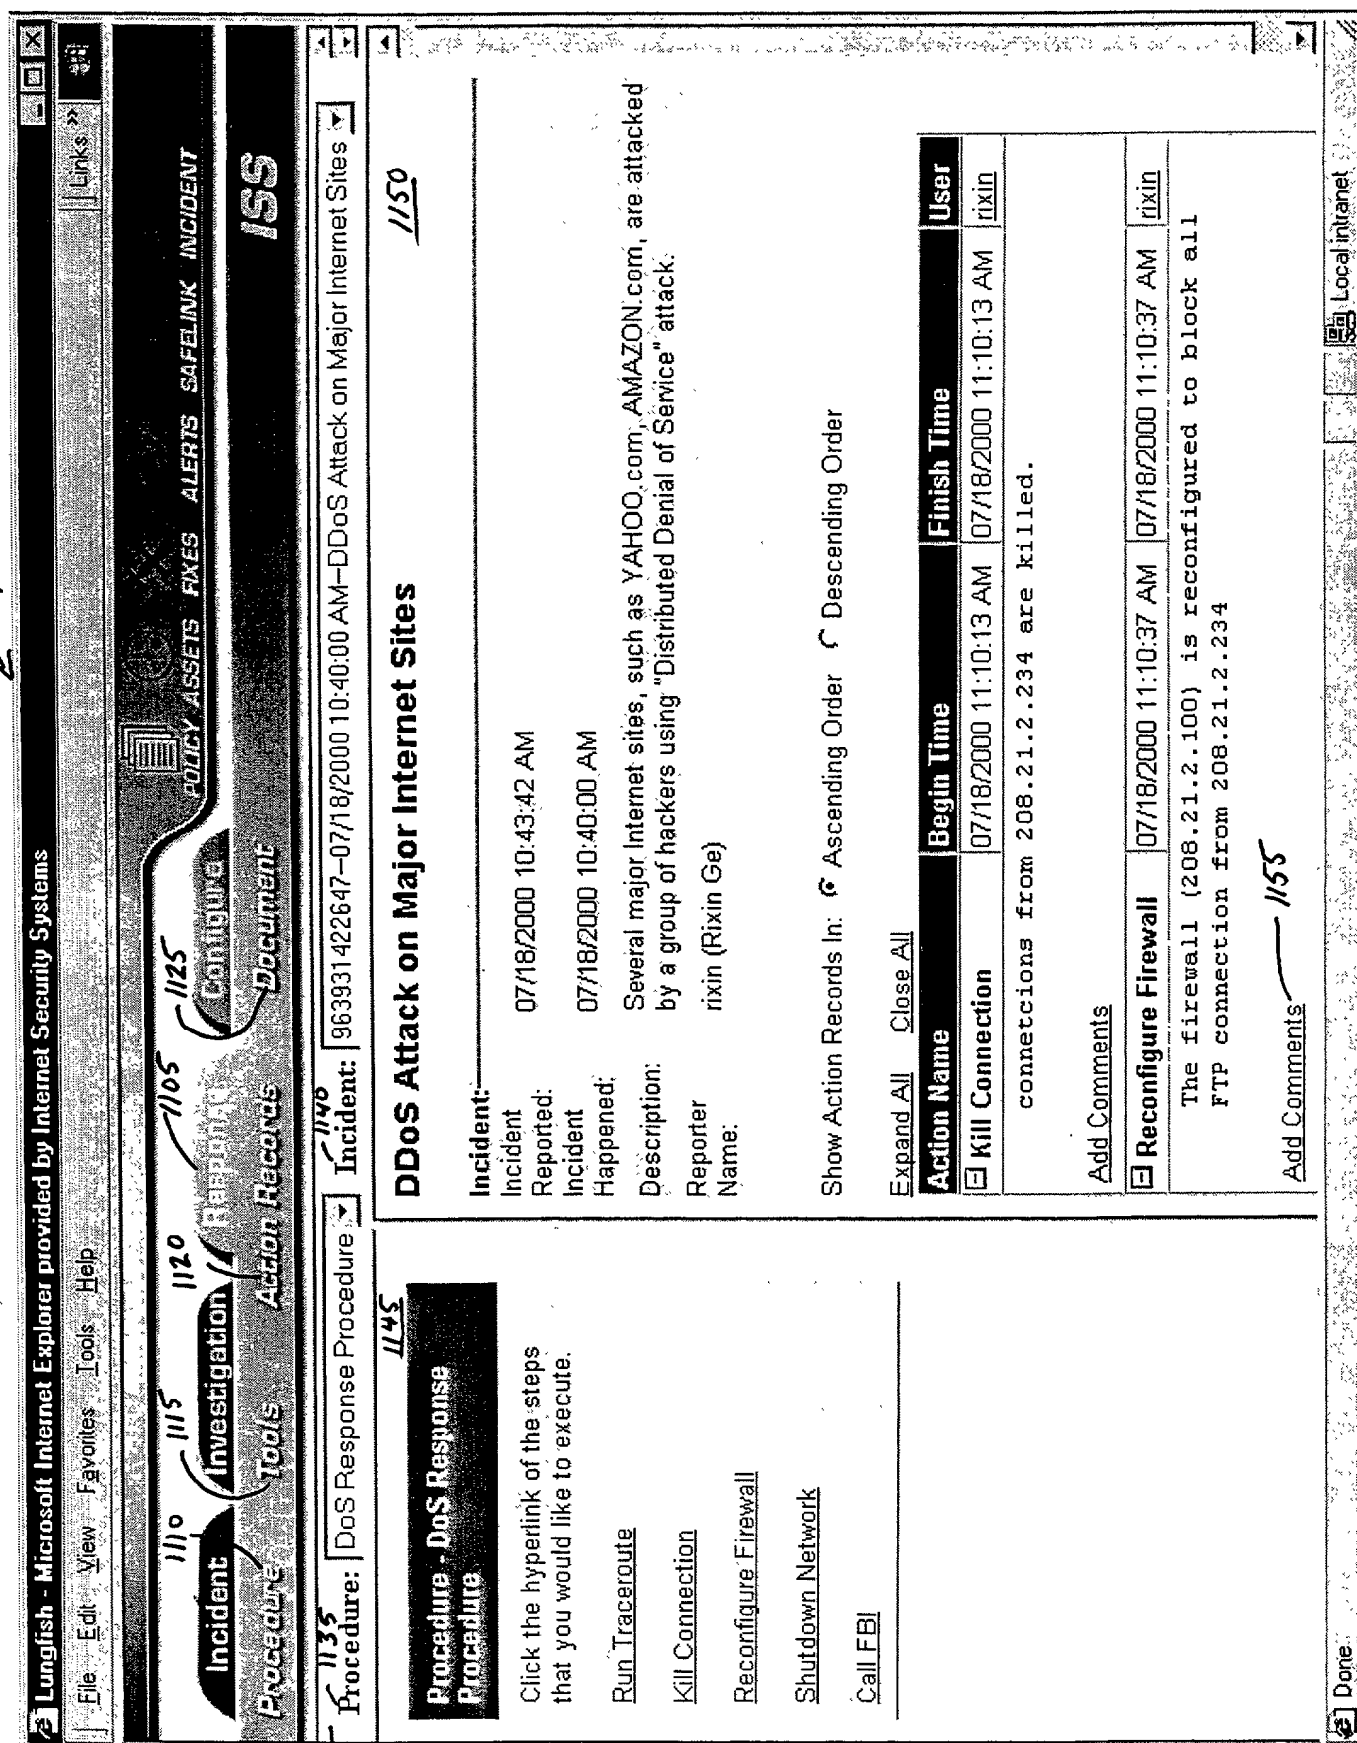 Lungfish - Microsoft Internet Explorer provided by Internet Security Systems
File Edit View Favorites Tools Help
Links »
1110
1115
1120
1105
1125
Incident Investigation RESPONSE Configure
POLICY ASSETS FIXES ALERTS SAFELINK INCIDENT
Procedure Tools Action Records Document
ISS
1135
1140
Procedure: DoS Response Procedure
Incident: 963931422647--07/18/2000 10:40:00 AM--DDoS Attack on Major Internet Sites
1145
Procedure - DoS Response
Procedure
Click the hyperlink of the steps
that you would like to execute.
Run Traceroute
Kill Connection
Reconfigure Firewall
Shutdown Network
Call FBI
1150
DDoS Attack on Major Internet Sites
Incident:
Incident
Reported: 07/18/2000 10:43:42 AM
Incident
Happened: 07/18/2000 10:40:00 AM
Description: Several major Internet sites, such as YAHOO.com, AMAZON.com, are attacked
by a group of hackers using "Distributed Denial of Service" attack.
Reporter
Name: rixin (Rixin Ge)
Show Action Records In: Ascending Order Descending Order
Expand All Close All
Action Name Begin Time Finish Time User
Kill Connection 07/18/2000 11:10:13 AM 07/18/2000 11:10:13 AM rixin
connetcions from 208.21.2.234 are killed.
Add Comments
Reconfigure Firewall 07/18/2000 11:10:37 AM 07/18/2000 11:10:37 AM rixin
The firewall (208.21.2.100) is reconfigured to block all
FTP connection from 208.21.2.234
Add Comments 1155
Done
Local intranet